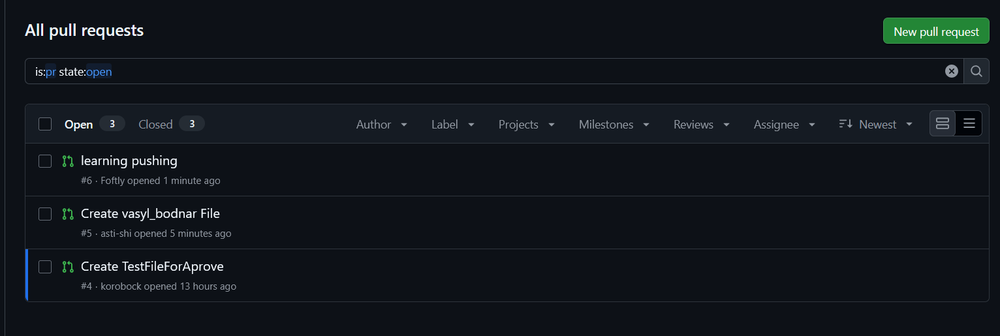 All pull requests
New pull request
is:pr state:open
Open 3 Closed 3 Author Label Projects Milestones Reviews Assignee Newest
learning pushing
#6 · Foftly opened 1 minute ago
Create vasyl_bodnar File
#5 · asti-shi opened 5 minutes ago
Create TestFileForAprove
#4 · korobock opened 13 hours ago